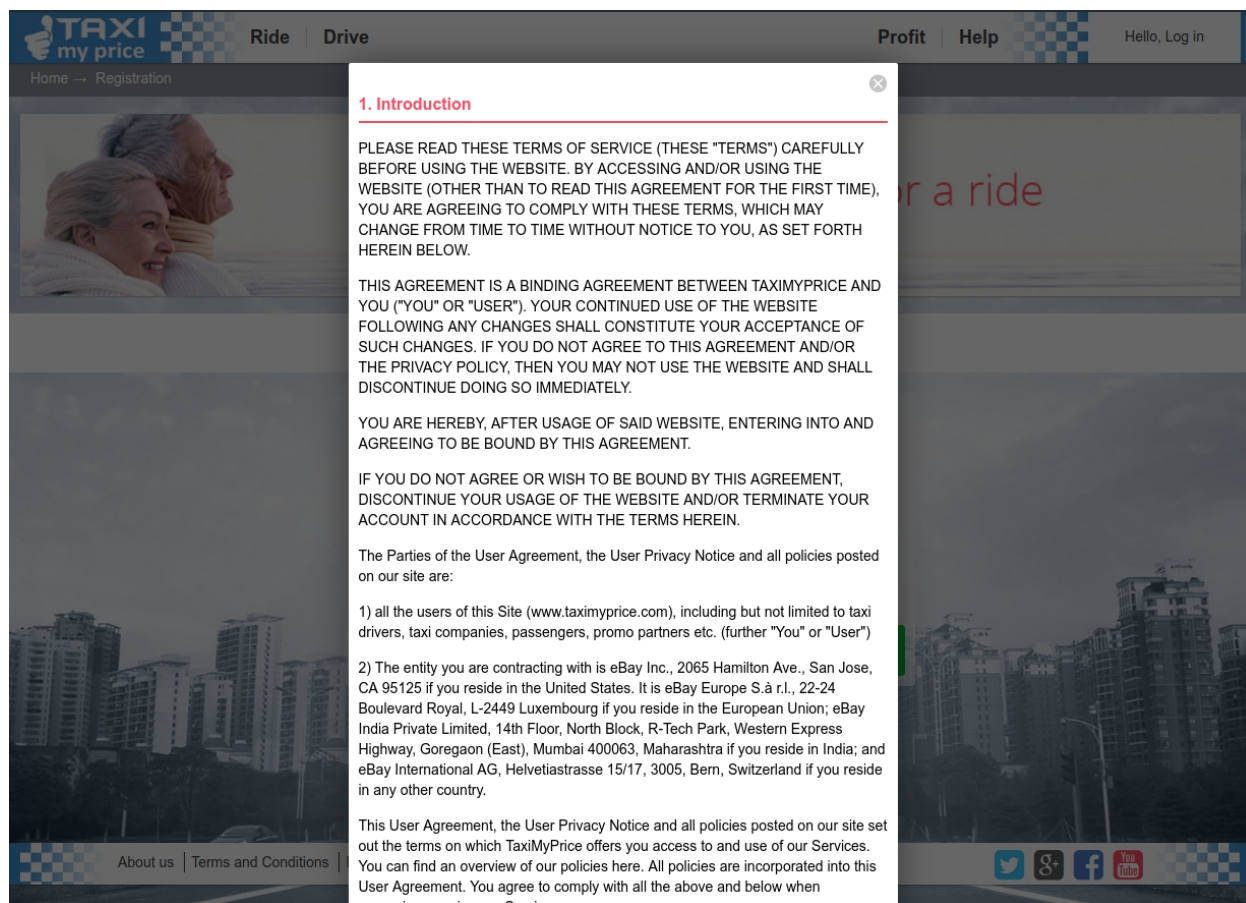 TAXI
my price
Ride
Drive
Profit
Help
Hello, Log in
Home → Registration
or a ride
1. Introduction
PLEASE READ THESE TERMS OF SERVICE (THESE "TERMS") CAREFULLY
BEFORE USING THE WEBSITE. BY ACCESSING AND/OR USING THE
WEBSITE (OTHER THAN TO READ THIS AGREEMENT FOR THE FIRST TIME),
YOU ARE AGREEING TO COMPLY WITH THESE TERMS, WHICH MAY
CHANGE FROM TIME TO TIME WITHOUT NOTICE TO YOU, AS SET FORTH
HEREIN BELOW.
THIS AGREEMENT IS A BINDING AGREEMENT BETWEEN TAXIMYPRICE AND
YOU ("YOU" OR "USER"). YOUR CONTINUED USE OF THE WEBSITE
FOLLOWING ANY CHANGES SHALL CONSTITUTE YOUR ACCEPTANCE OF
SUCH CHANGES. IF YOU DO NOT AGREE TO THIS AGREEMENT AND/OR
THE PRIVACY POLICY, THEN YOU MAY NOT USE THE WEBSITE AND SHALL
DISCONTINUE DOING SO IMMEDIATELY.
YOU ARE HEREBY, AFTER USAGE OF SAID WEBSITE, ENTERING INTO AND
AGREEING TO BE BOUND BY THIS AGREEMENT.
IF YOU DO NOT AGREE OR WISH TO BE BOUND BY THIS AGREEMENT,
DISCONTINUE YOUR USAGE OF THE WEBSITE AND/OR TERMINATE YOUR
ACCOUNT IN ACCORDANCE WITH THE TERMS HEREIN.
The Parties of the User Agreement, the User Privacy Notice and all policies posted
on our site are:
1) all the users of this Site (www.taximyprice.com), including but not limited to taxi
drivers, taxi companies, passengers, promo partners etc. (further "You" or "User")
2) The entity you are contracting with is eBay Inc., 2065 Hamilton Ave., San Jose,
CA 95125 if you reside in the United States. It is eBay Europe S.à r.l., 22-24
Boulevard Royal, L-2449 Luxembourg if you reside in the European Union; eBay
India Private Limited, 14th Floor, North Block, R-Tech Park, Western Express
Highway, Goregaon (East), Mumbai 400063, Maharashtra if you reside in India; and
eBay International AG, Helvetiastrasse 15/17, 3005, Bern, Switzerland if you reside
in any other country.
This User Agreement, the User Privacy Notice and all policies posted on our site set
out the terms on which TaxiMyPrice offers you access to and use of our Services.
You can find an overview of our policies here. All policies are incorporated into this
User Agreement. You agree to comply with all the above and below when
About us
Terms and Conditions
You
Tube